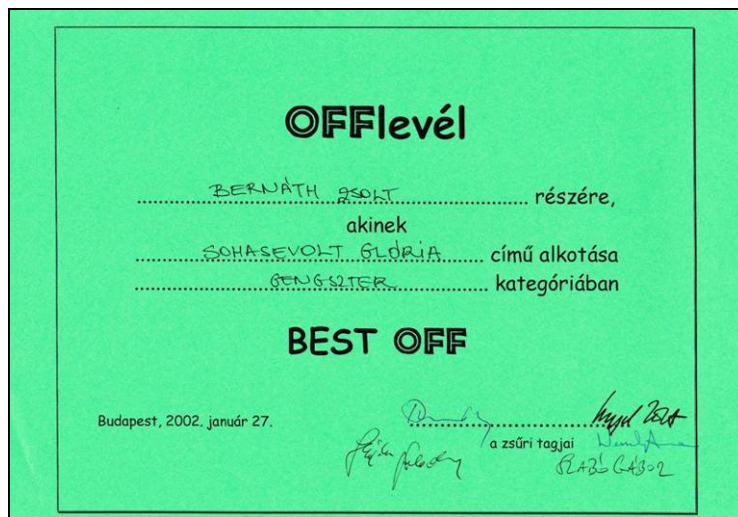 OFFlevél
BERNÁTH ZSOLT részére,
akinek
SOHASEVOLT GLÓRIA című alkotása
GENGSZTER kategóriában
BEST OFF
Budapest, 2002. január 27.
a zsűri tagjai
SZABÓ GÁBOR